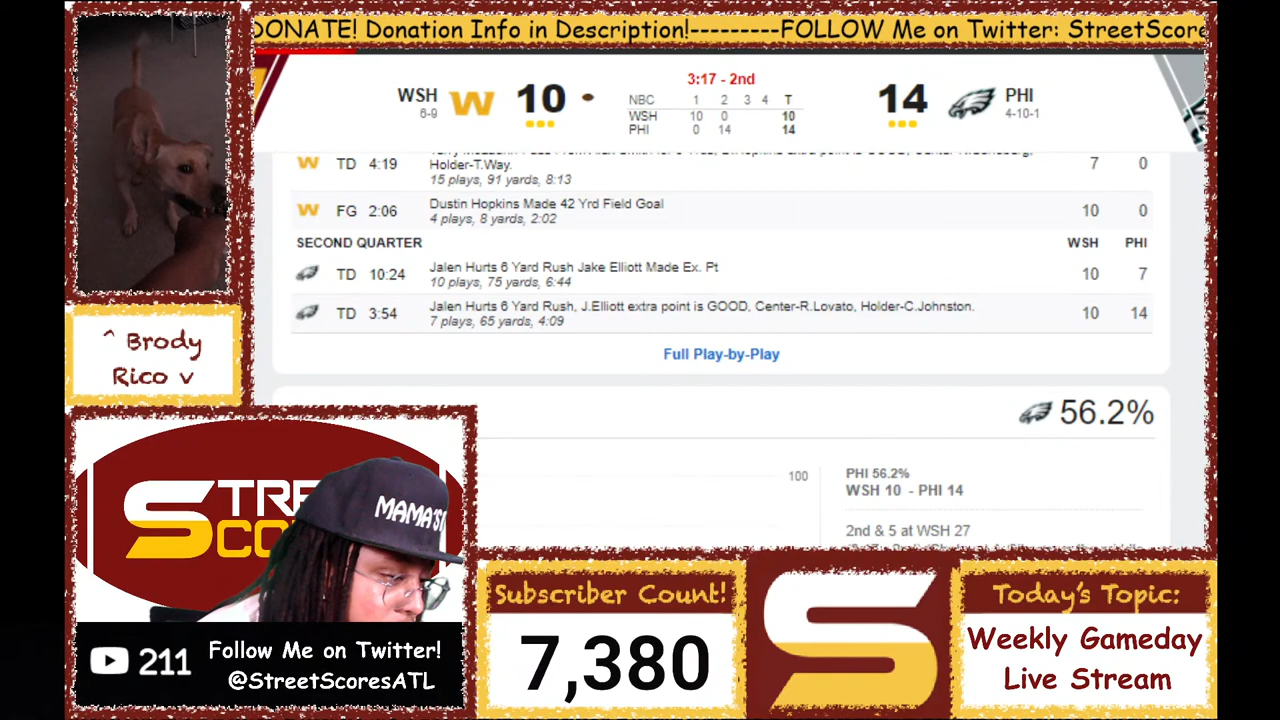 DONATE! Donation Info in Description!---------FOLLOW Me on Twitter: StreetScore
WSH 6-9 W 10
3:17 - 2nd
NBC 1 2 3 4 T
WSH 10 0 10
PHI 0 14 14
14 PHI 4-10-1
W TD 4:19 7 0
Holder-T.Way.
15 plays, 91 yards, 8:13
W FG 2:06 Dustin Hopkins Made 42 Yrd Field Goal 10 0
4 plays, 8 yards, 2:02
SECOND QUARTER WSH PHI
TD 10:24 Jalen Hurts 6 Yard Rush Jake Elliott Made Ex. Pt 10 7
10 plays, 75 yards, 6:44
TD 3:54 Jalen Hurts 6 Yard Rush, J.Elliott extra point is GOOD, Center-R.Lovato, Holder-C.Johnston. 10 14
7 plays, 65 yards, 4:09
Full Play-by-Play
56.2%
100
PHI 56.2%
WSH 10 - PHI 14
2nd & 5 at WSH 27
^ Brody
Rico v
STRE
SCO
MAMA'S
211
Follow Me on Twitter!
@StreetScoresATL
Subscriber Count!
7,380
S
Today's Topic:
Weekly Gameday
Live Stream